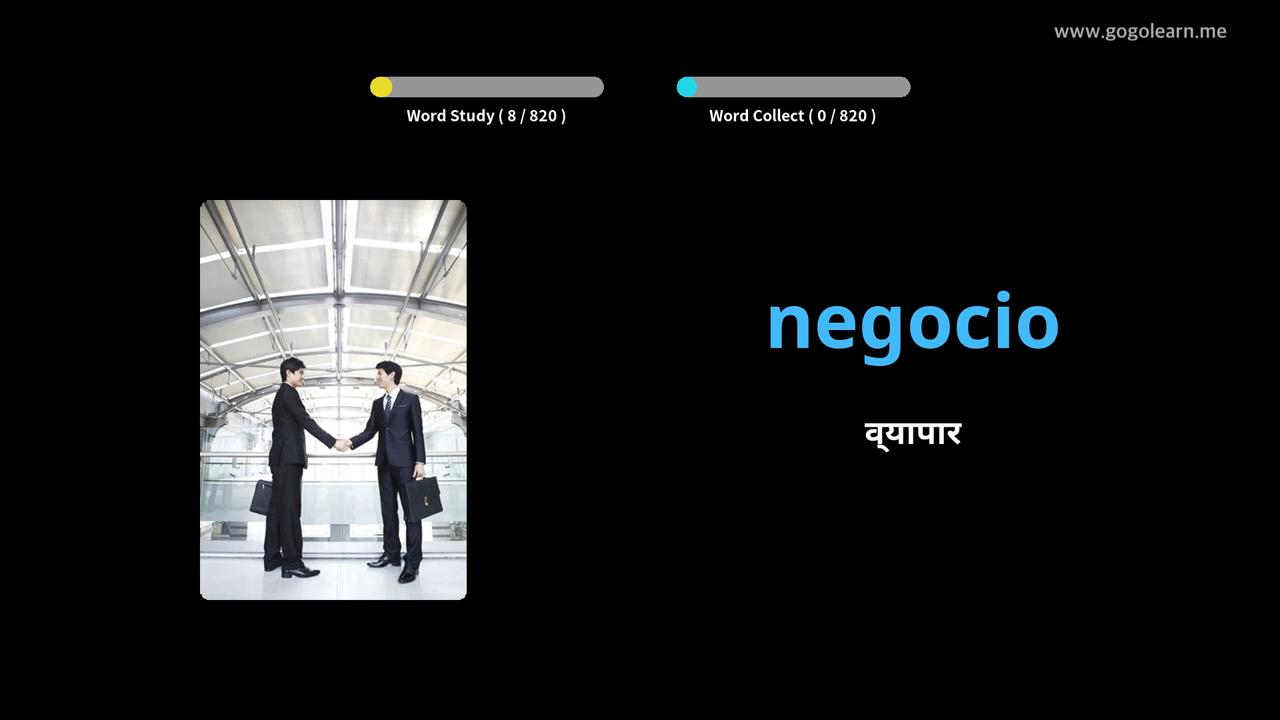 www.gogolearn.me
Word Study ( 8 / 820 )
Word Collect ( 0 / 820 )
negocio
व्यापार